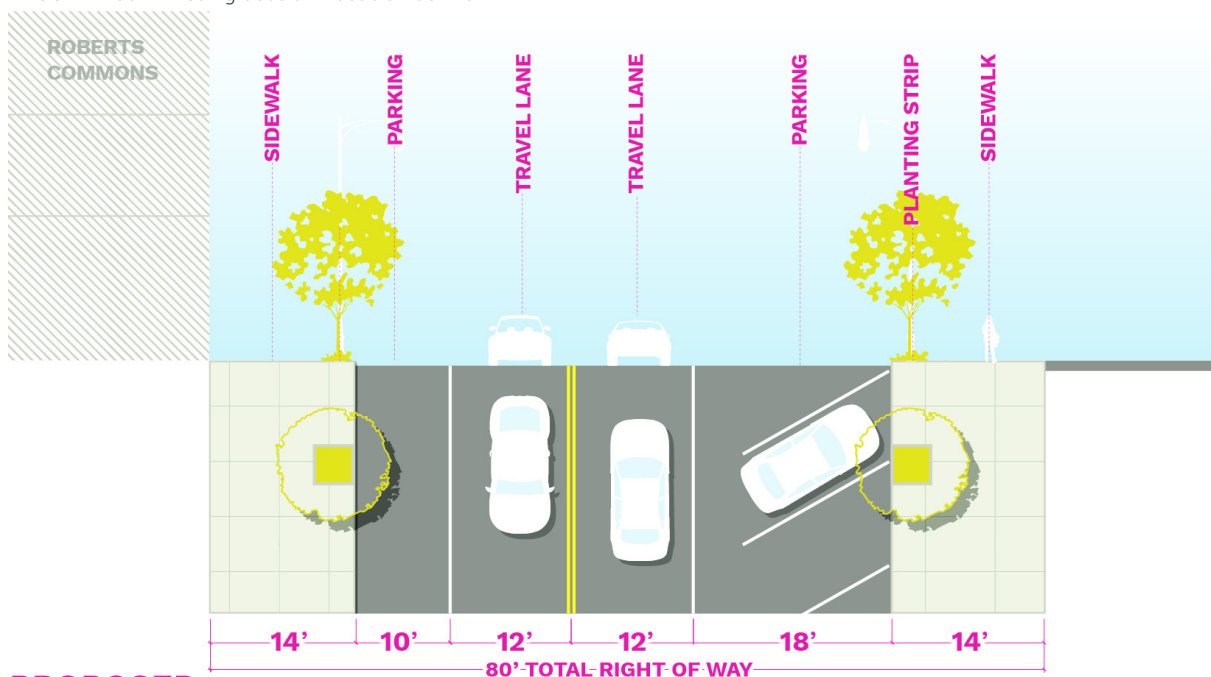 ROBERTS
COMMONS
SIDEWALK
PARKING
TRAVEL LANE
TRAVEL LANE
PARKING
PLANTING STRIP
SIDEWALK
14’
10’
12’
12’
18’
14’
80’ TOTAL RIGHT OF WAY